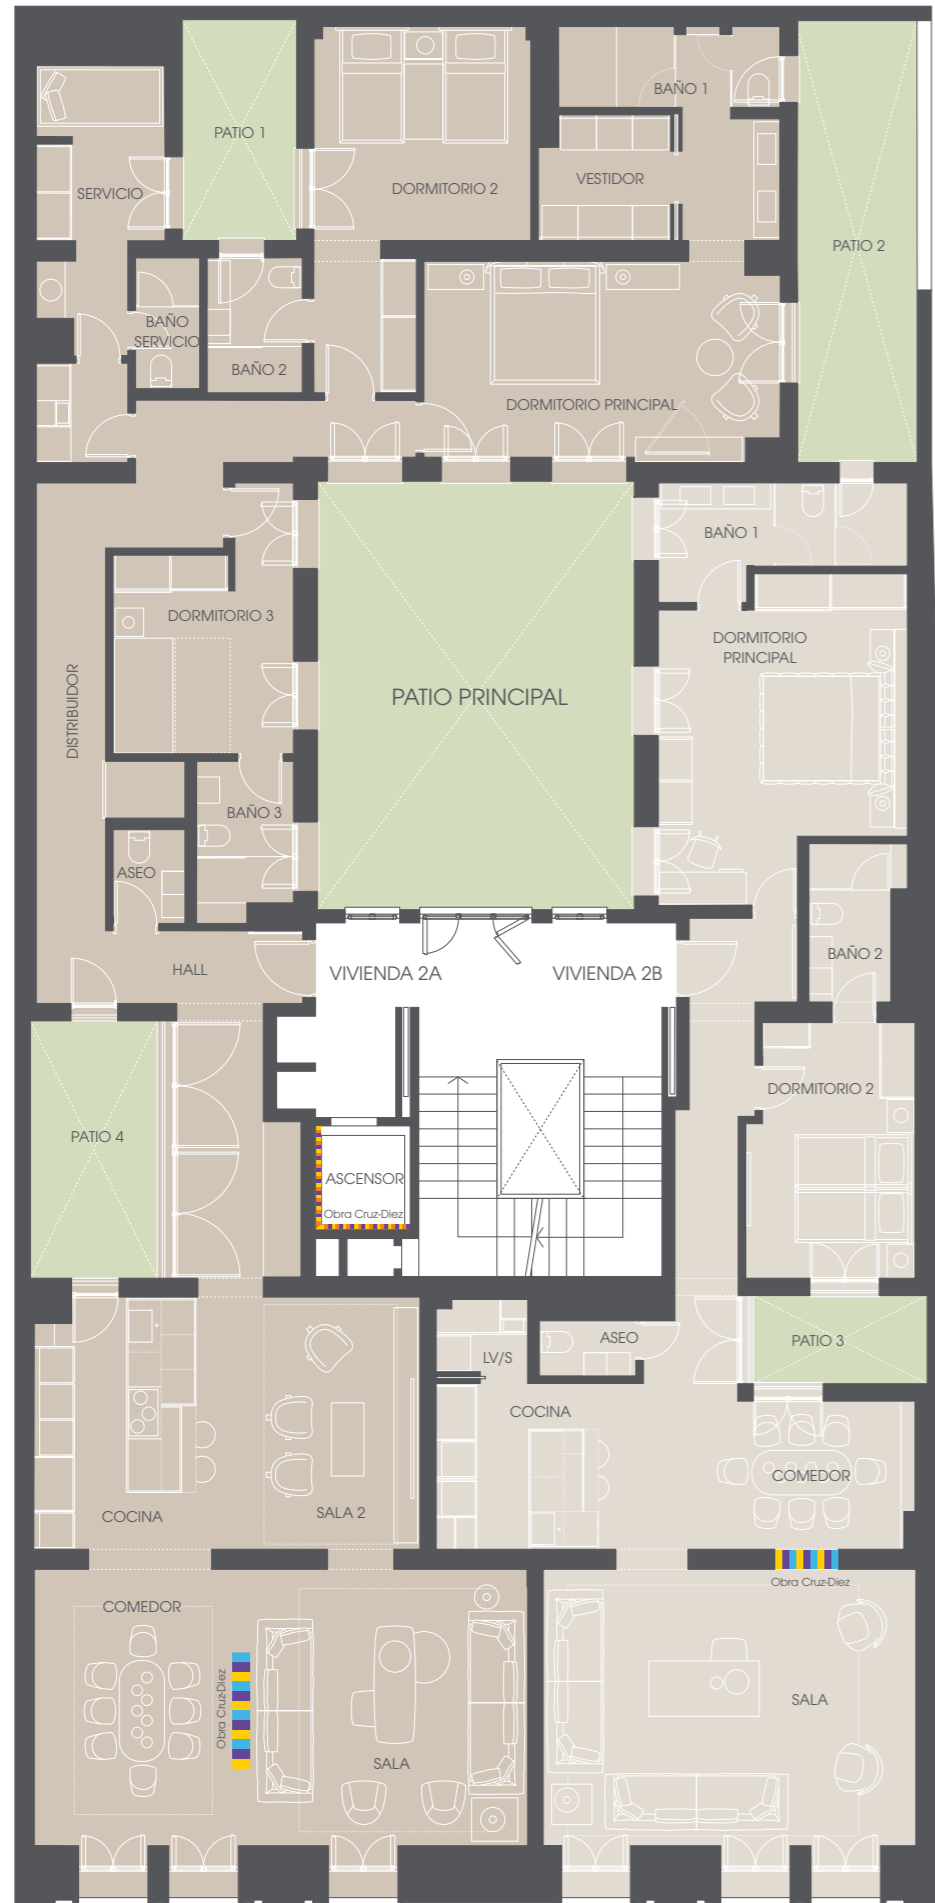 BAÑO 1
PATIO 1
VESTIDOR
DORMITORIO 2
SERVICIO
PATIO 2
BAÑO
SERVICIO
BAÑO 2
DORMITORIO PRINCIPAL
BAÑO 1
DORMITORIO 3
DORMITORIO
PRINCIPAL
PATIO PRINCIPAL
DISTRIBUIDOR
BAÑO 3
ASEO
BAÑO 2
HALL
VIVIENDA 2A
VIVIENDA 2B
DORMITORIO 2
PATIO 4
ASCENSOR
Obra Cruz-Diez
ASEO
PATIO 3
LV/S
COCINA
COMEDOR
COCINA
SALA 2
Obra Cruz-Diez
COMEDOR
Obra Cruz-Diez
SALA
SALA